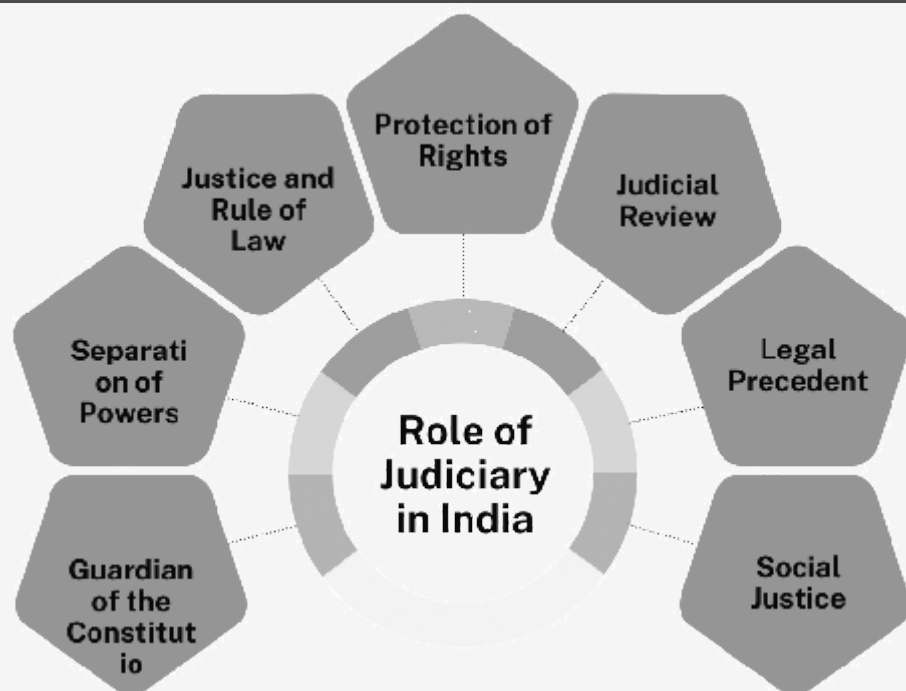 Protection of
Rights
Justice and
Rule of
Law
Judicial
Review
Separati
on of
Powers
Legal
Precedent
Role of
Judiciary
in India
Guardian
of the
Constitut
io
Social
Justice